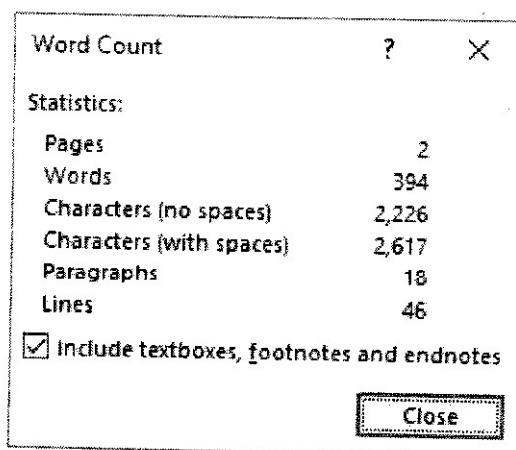 Word Count ? ×
Statistics:
Pages 2
Words 394
Characters (no spaces) 2,226
Characters (with spaces) 2,617
Paragraphs 18
Lines 46
Include textboxes, footnotes and endnotes
Close